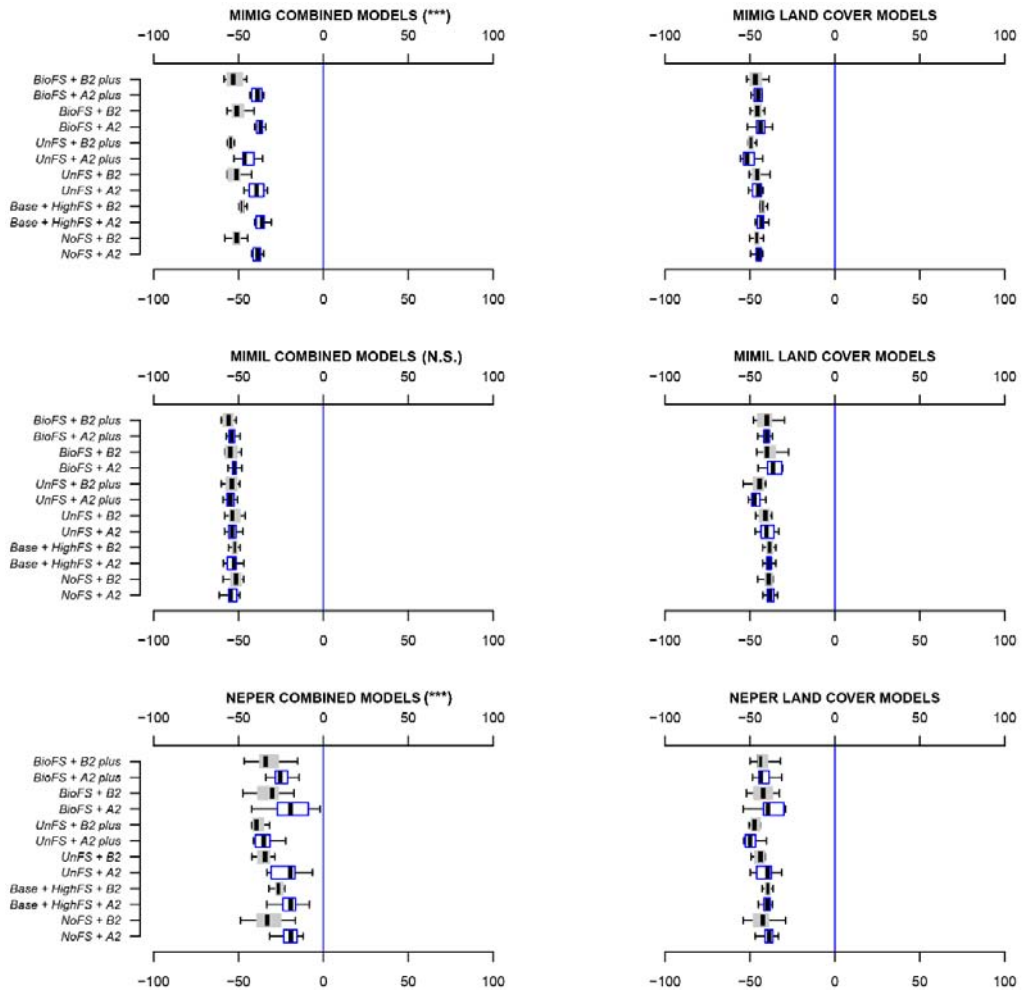 MIMIG COMBINED MODELS (***)
-100 -50 0 50 100
BioFS + B2 plus
BioFS + A2 plus
BioFS + B2
BioFS + A2
UnFS + B2 plus
UnFS + A2 plus
UnFS + B2
UnFS + A2
Base + HighFS + B2
Base + HighFS + A2
NoFS + B2
NoFS + A2
-100 -50 0 50 100
MIMIG LAND COVER MODELS
-100 -50 0 50 100
-100 -50 0 50 100
MIMIL COMBINED MODELS (N.S.)
-100 -50 0 50 100
BioFS + B2 plus
BioFS + A2 plus
BioFS + B2
BioFS + A2
UnFS + B2 plus
UnFS + A2 plus
UnFS + B2
UnFS + A2
Base + HighFS + B2
Base + HighFS + A2
NoFS + B2
NoFS + A2
-100 -50 0 50 100
MIMIL LAND COVER MODELS
-100 -50 0 50 100
-100 -50 0 50 100
NEPER COMBINED MODELS (***)
-100 -50 0 50 100
BioFS + B2 plus
BioFS + A2 plus
BioFS + B2
BioFS + A2
UnFS + B2 plus
UnFS + A2 plus
UnFS + B2
UnFS + A2
Base + HighFS + B2
Base + HighFS + A2
NoFS + B2
NoFS + A2
-100 -50 0 50 100
NEPER LAND COVER MODELS
-100 -50 0 50 100
-100 -50 0 50 100